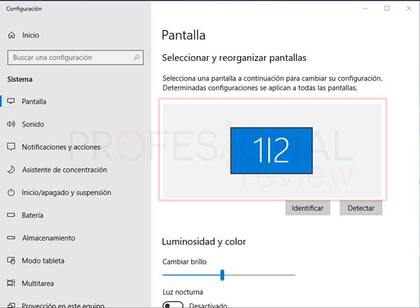 Configuración
Inicio
Buscar una configuración
Sistema
Pantalla
Sonido
Notificaciones y acciones
Asistente de concentración
Inicio/apagado y suspensión
Batería
Almacenamiento
Modo tableta
Multitarea
Proyección en este equipo
Pantalla
Seleccionar y reorganizar pantallas
Selecciona una pantalla a continuación para cambiar su configuración.
Determinadas configuraciones se aplican a todas las pantallas.
PROFESIONAL
review
1|2
Identificar
Detectar
Luminosidad y color
Cambiar brillo
Luz nocturna
Desactivado